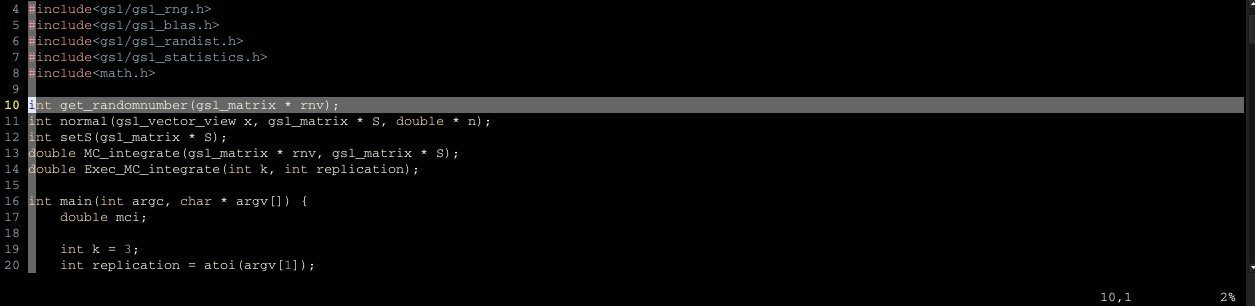 4 #include<gsl/gsl_rng.h>
5 #include<gsl/gsl_blas.h>
6 #include<gsl/gsl_randist.h>
7 #include<gsl/gsl_statistics.h>
8 #include<math.h>
9
10 int get_randomnumber(gsl_matrix * rnv);
11 int normal(gsl_vector_view x, gsl_matrix * S, double * n);
12 int setS(gsl_matrix * S);
13 double MC_integrate(gsl_matrix * rnv, gsl_matrix * S);
14 double Exec_MC_integrate(int k, int replication);
15
16 int main(int argc, char * argv[]) {
17     double mci;
18
19     int k = 3;
20     int replication = atoi(argv[1]);
10,1 2%